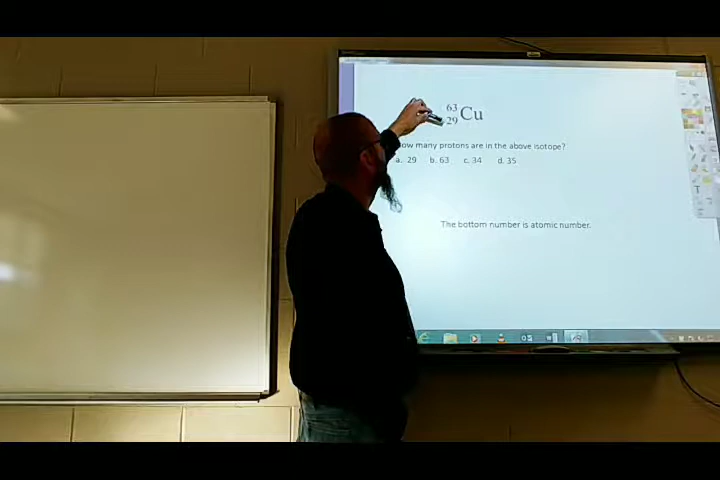 63
29 Cu
ow many protons are in the above isotope?
a. 29 b. 63 c. 34 d. 35
The bottom number is atomic number.